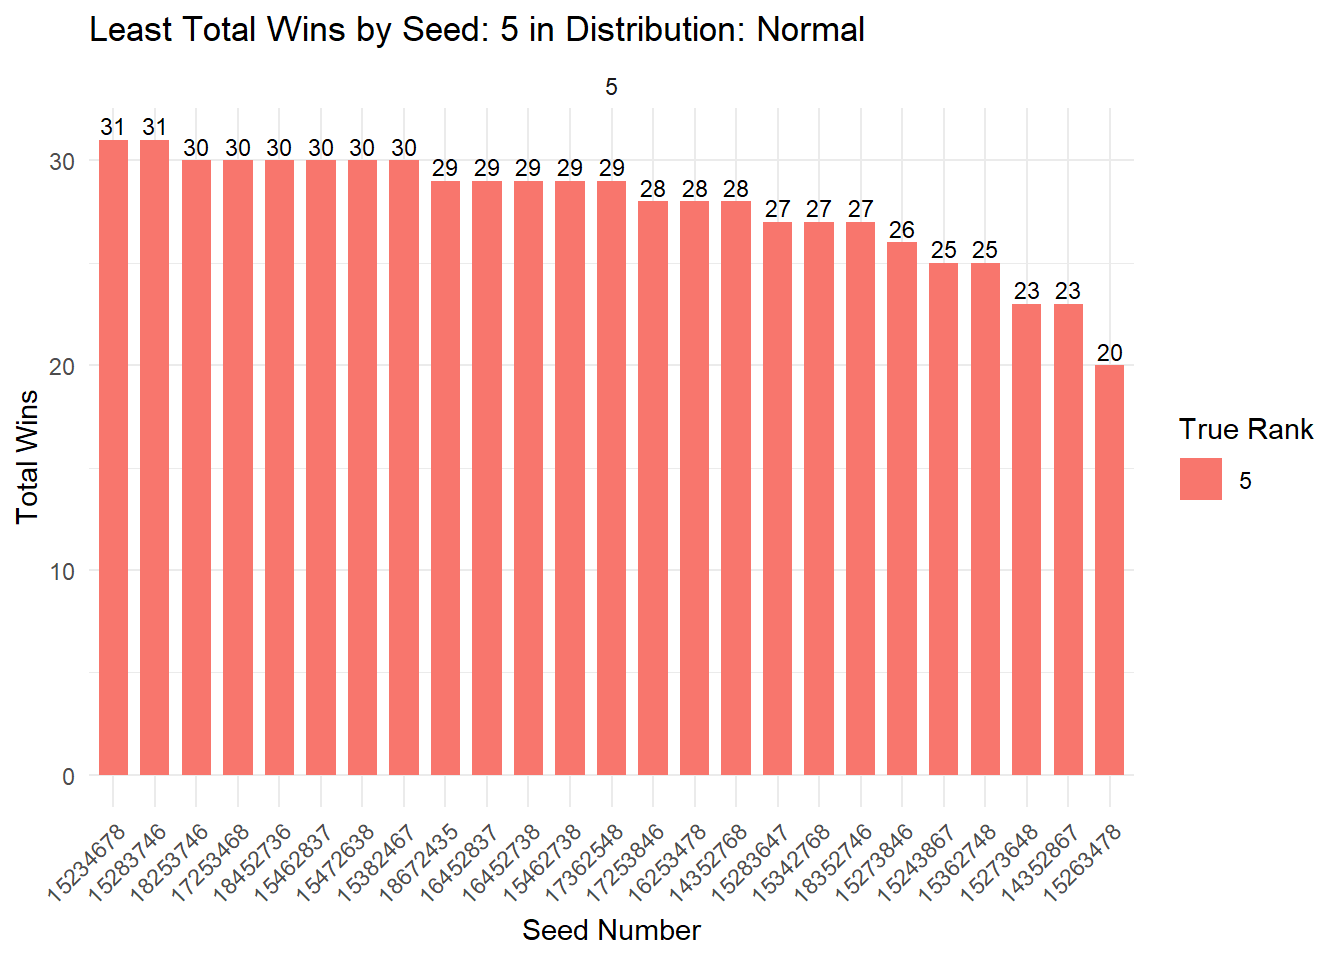 Least Total Wins by Seed: 5 in Distribution: Normal
5
31 31 30 30 30 30 30 30 29 29 29 29 29 28 28 28 27 27 27 26 25 25 23 23 20
30
20
10
0
Total Wins
15234678 15283746 18253746 17253468 18452736 15462837 15472638 15382467 18672435 16452837 16452738 15462738 17362548 17253846 16253478 14352768 15283647 15342768 18352746 15273846 15243867 15362748 15273648 14352867 15263478
Seed Number
True Rank
5